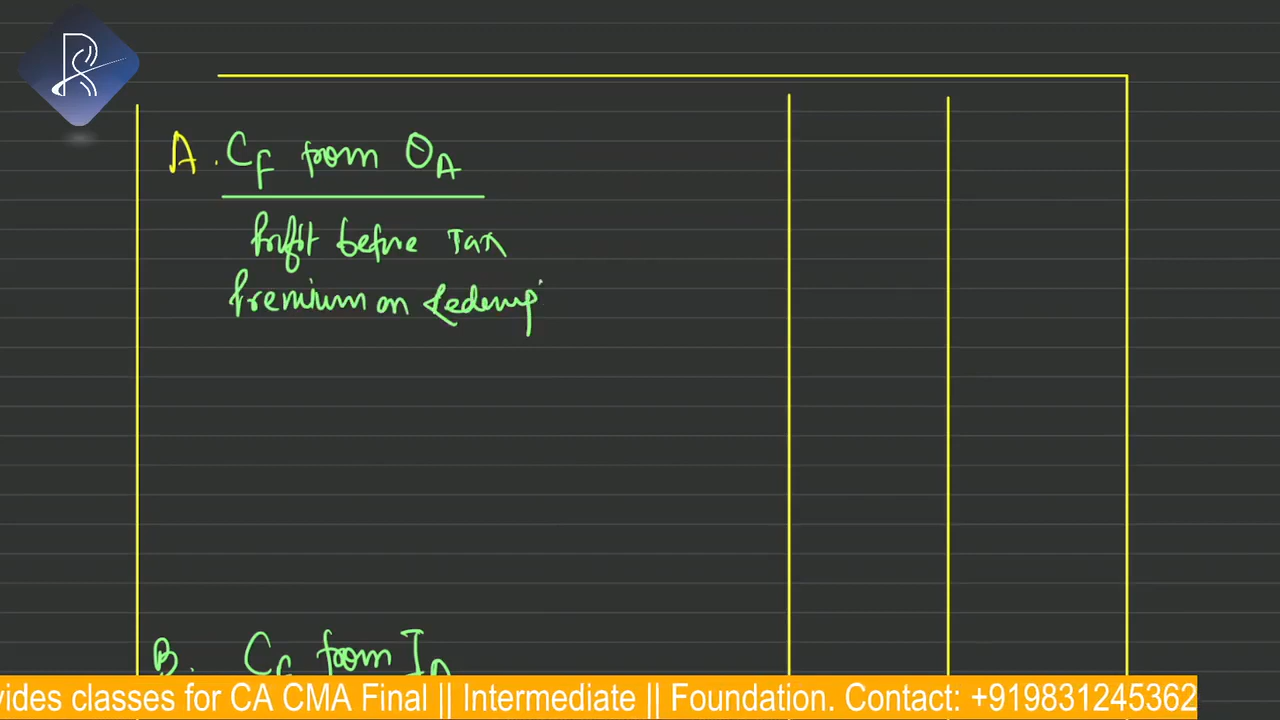 A. CF from OA
Profit before Tax
Premium on Redemp
B. CF from IA
vides classes for CA CMA Final || Intermediate || Foundation. Contact: +919831245362